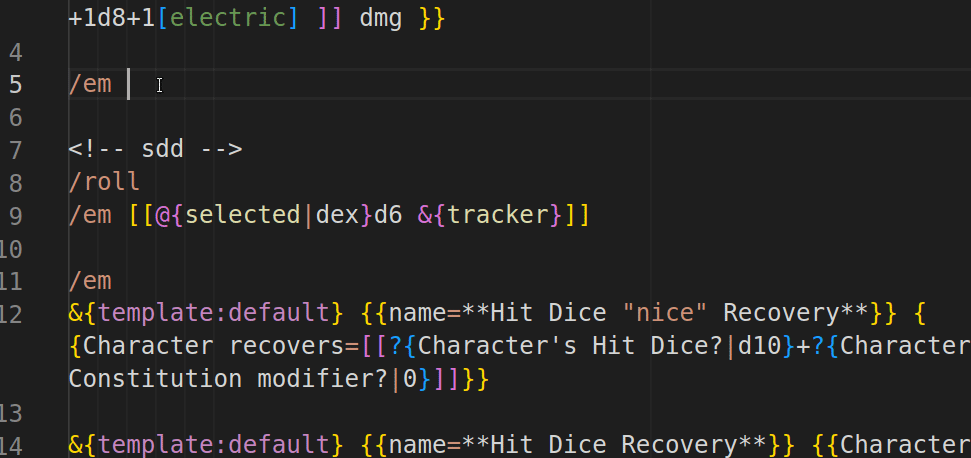 +1d8+1[electric] ]] dmg }}
4
5 /em
6
7 <!-- sdd -->
8 /roll
9 /em [[@{selected|dex}d6 &{tracker}]]
10
11 /em
12 &{template:default} {{name=**Hit Dice "nice" Recovery**}} {
{Character recovers=[[?{Character's Hit Dice?|d10}+?{Character
Constitution modifier?|0}]]}}
13
14 &{template:default} {{name=**Hit Dice Recovery**}} {{Character